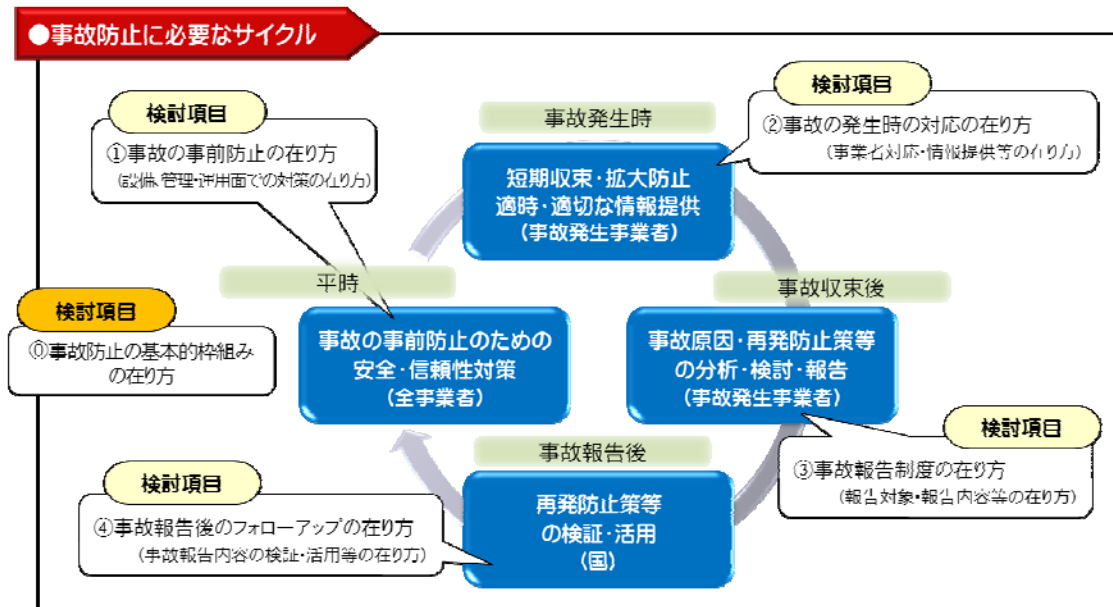 ●事故防止に必要なサイクル
検討項目
①事故の事前防止の在り方
(設備、管理・運用面での対策の在り方)
事故発生時
短期収束・拡大防止
適時・適切な情報提供
(事故発生事業者)
検討項目
②事故の発生時の対応の在り方
(事業者対応・情報提供等の在り方)
平時
事故の事前防止のための
安全・信頼性対策
(全事業者)
検討項目
⓪事故防止の基本的枠組み
の在り方
事故収束後
事故原因・再発防止策等
の分析・検討・報告
(事故発生事業者)
検討項目
③事故報告制度の在り方
(報告対象・報告内容等の在り方)
事故報告後
再発防止策等
の検証・活用
(国)
検討項目
④事故報告後のフォローアップの在り方
(事故報告内容の検証・活用等の在り方)